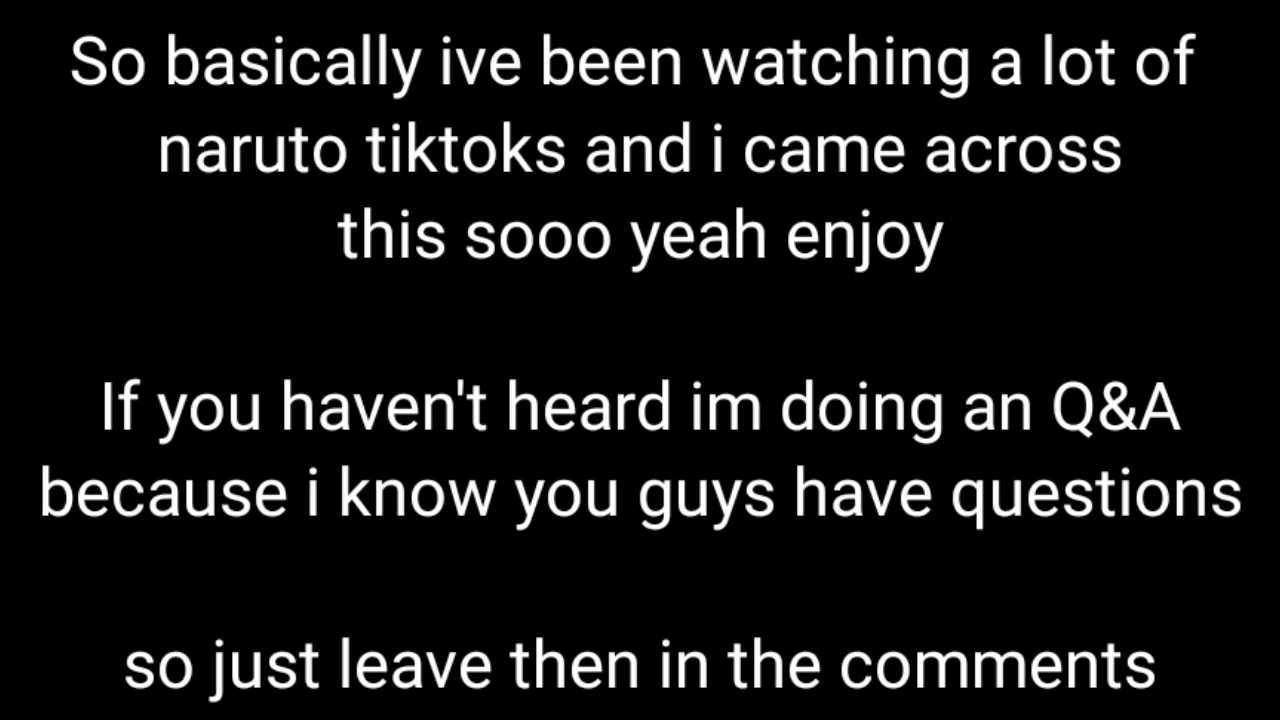 So basically ive been watching a lot of
naruto tiktoks and i came across
this sooo yeah enjoy
If you haven't heard im doing an Q&A
because i know you guys have questions
so just leave then in the comments